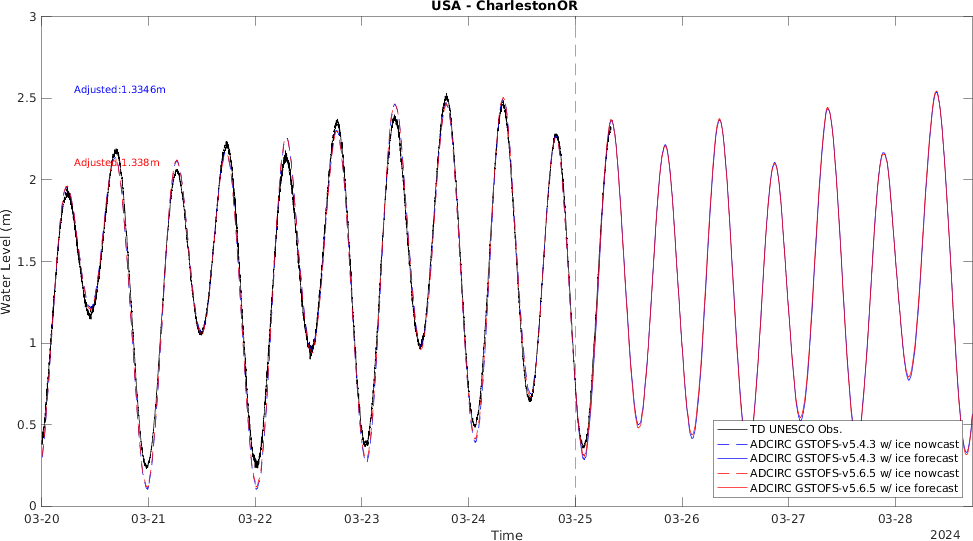 USA - CharlestonOR
3
2.5
2
1.5
1
0.5
0
Water Level (m)
Adjusted:1.3346m
Adjusted:1.338m
TD UNESCO Obs.
ADCIRC GSTOFS-v5.4.3 w/ ice nowcast
ADCIRC GSTOFS-v5.4.3 w/ ice forecast
ADCIRC GSTOFS-v5.6.5 w/ ice nowcast
ADCIRC GSTOFS-v5.6.5 w/ ice forecast
03-20 03-21 03-22 03-23 03-24 03-25 03-26 03-27 03-28
Time
2024